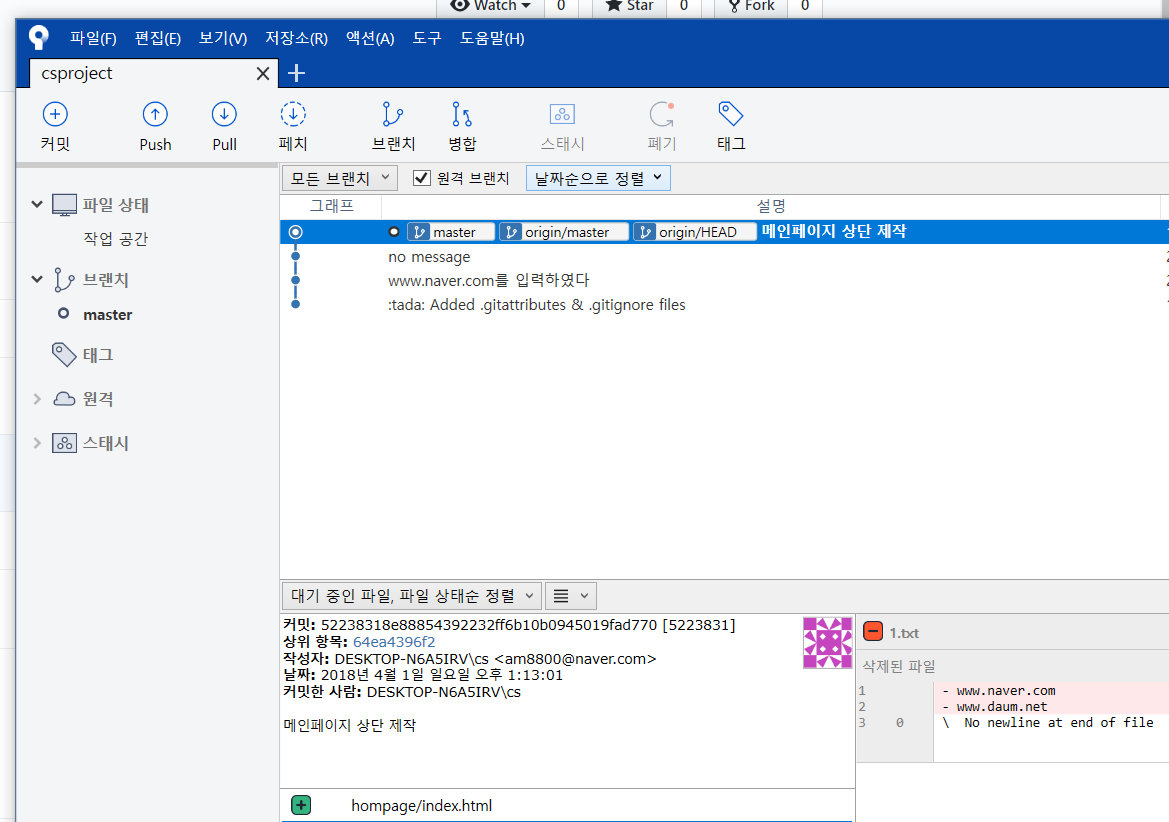 Watch 0 Star 0 Fork 0
파일(F) 편집(E) 보기(V) 저장소(R) 액션(A) 도구 도움말(H)
csproject
커밋 Push Pull 페치 브랜치 병합 스태시 폐기 태그
모든 브랜치 원격 브랜치 날짜순으로 정렬
그래프 설명
파일 상태
작업 공간
브랜치
master
태그
원격
스태시
master origin/master origin/HEAD 메인페이지 상단 제작
no message
www.naver.com를 입력하였다
:tada: Added .gitattributes & .gitignore files
대기 중인 파일, 파일 상태순 정렬
커밋: 52238318e88854392232ff6b10b0945019fad770 [5223831]
상위 항목: 64ea4396f2
작성자: DESKTOP-N6A5IRV\cs <am8800@naver.com>
날짜: 2018년 4월 1일 일요일 오후 1:13:01
커밋한 사람: DESKTOP-N6A5IRV\cs
메인페이지 상단 제작
hompage/index.html
1.txt
삭제된 파일
1 - www.naver.com
2 - www.daum.net
3 0 \ No newline at end of file